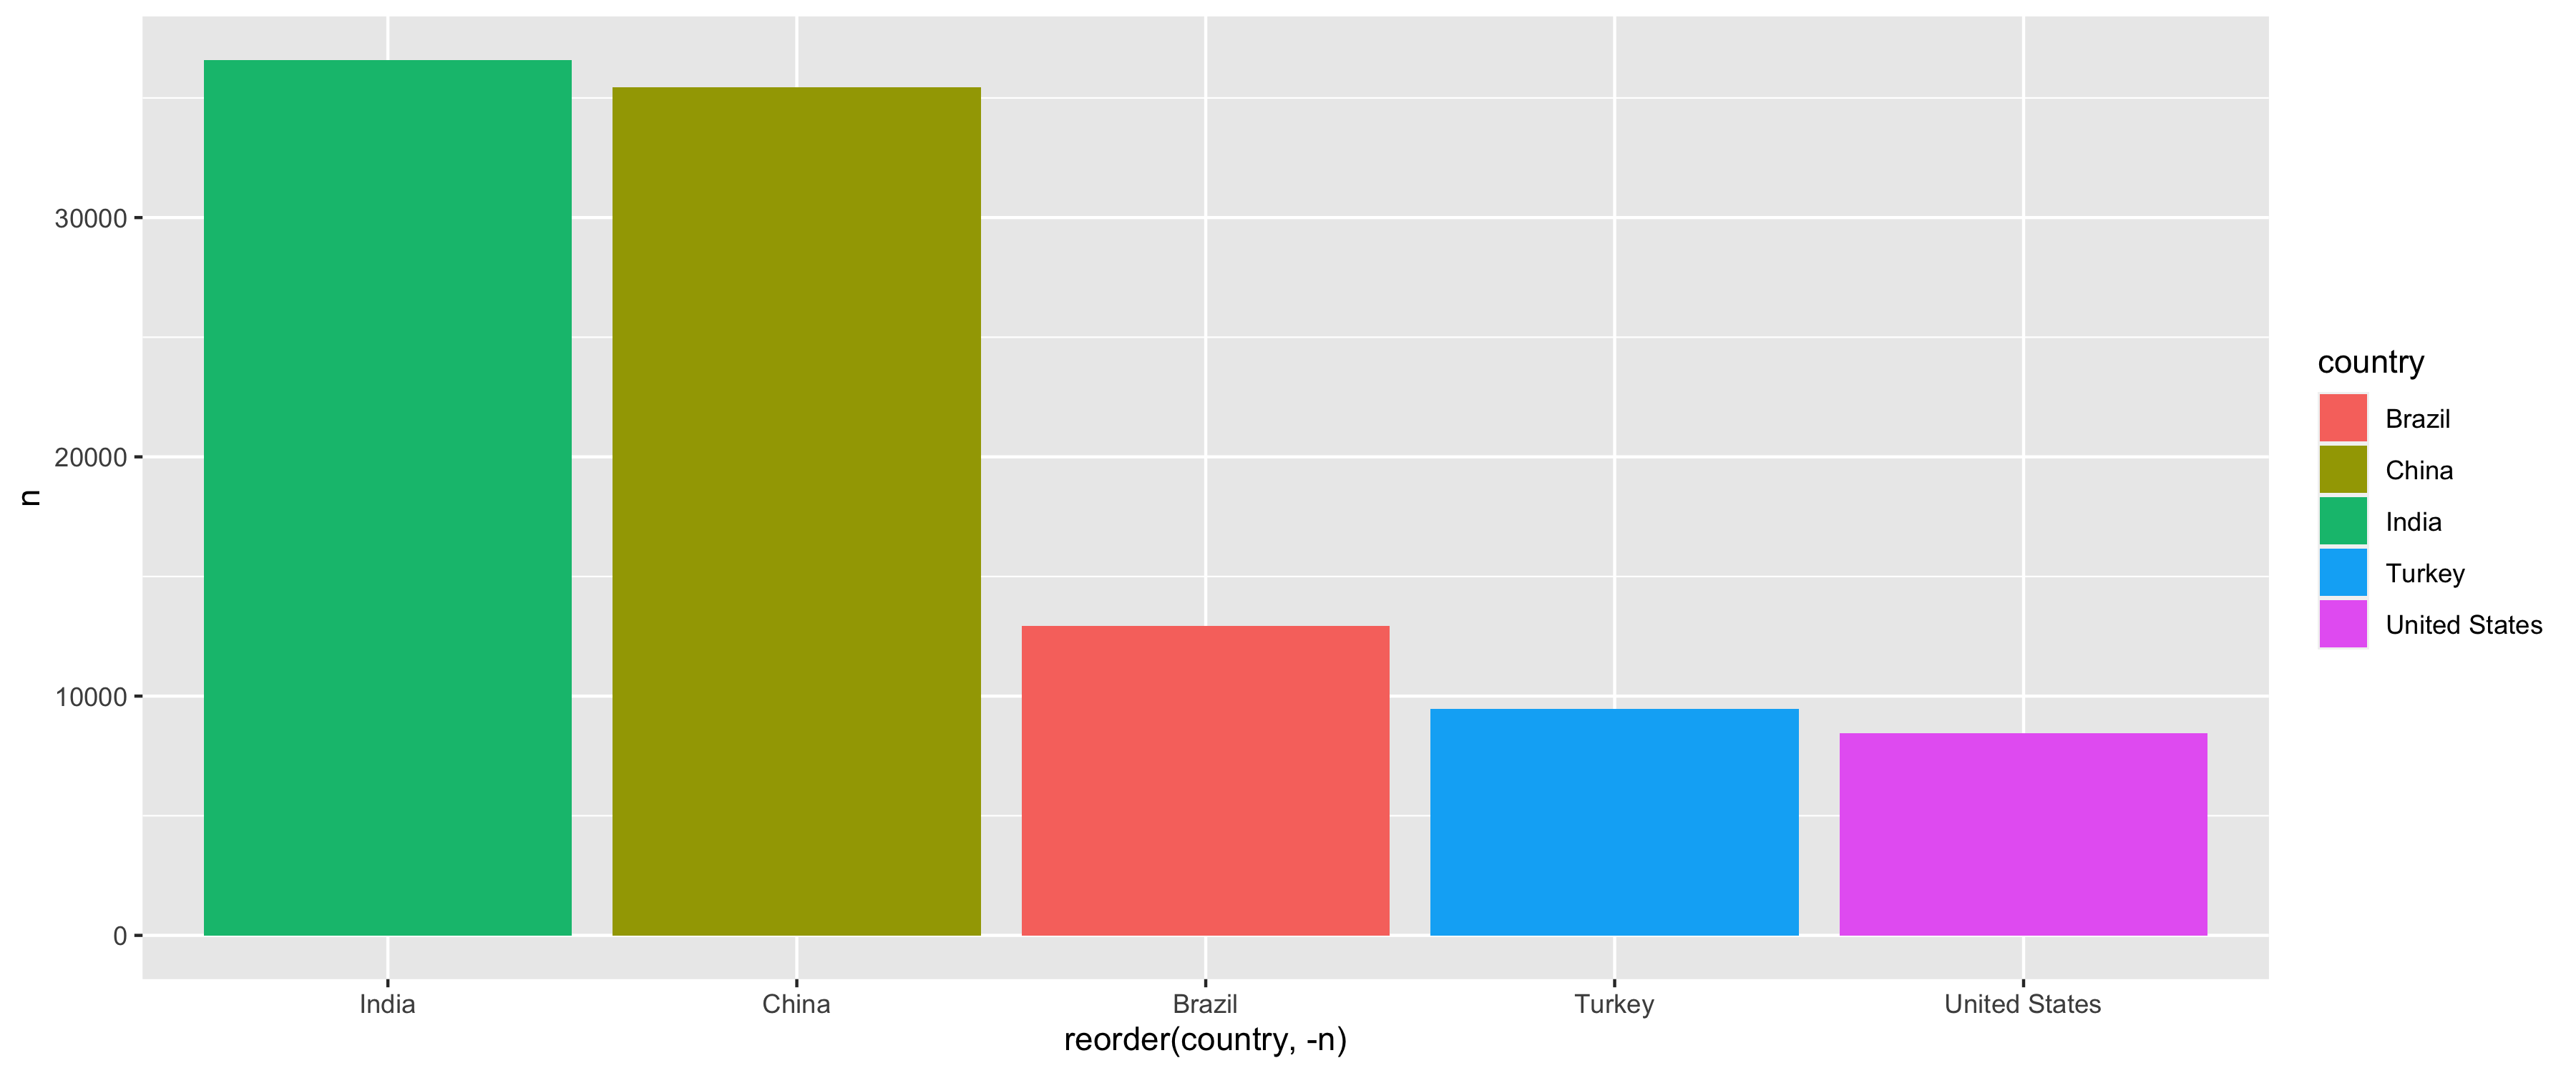 n
30000
20000
10000
0
India
China
Brazil
Turkey
United States
reorder(country, -n)
country
Brazil
China
India
Turkey
United States